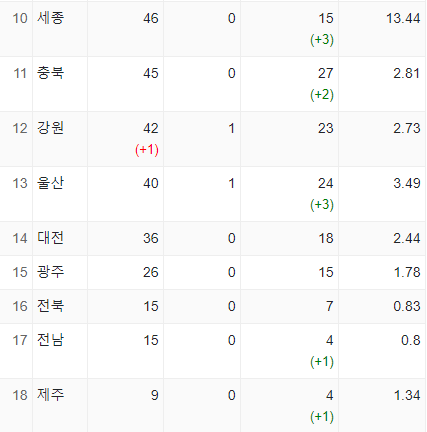 10 세종 46 0 15 13.44
(+3)
11 충북 45 0 27 2.81
(+2)
12 강원 42 1 23 2.73
(+1)
13 울산 40 1 24 3.49
(+3)
14 대전 36 0 18 2.44
15 광주 26 0 15 1.78
16 전북 15 0 7 0.83
17 전남 15 0 4 0.8
(+1)
18 제주 9 0 4 1.34
(+1)